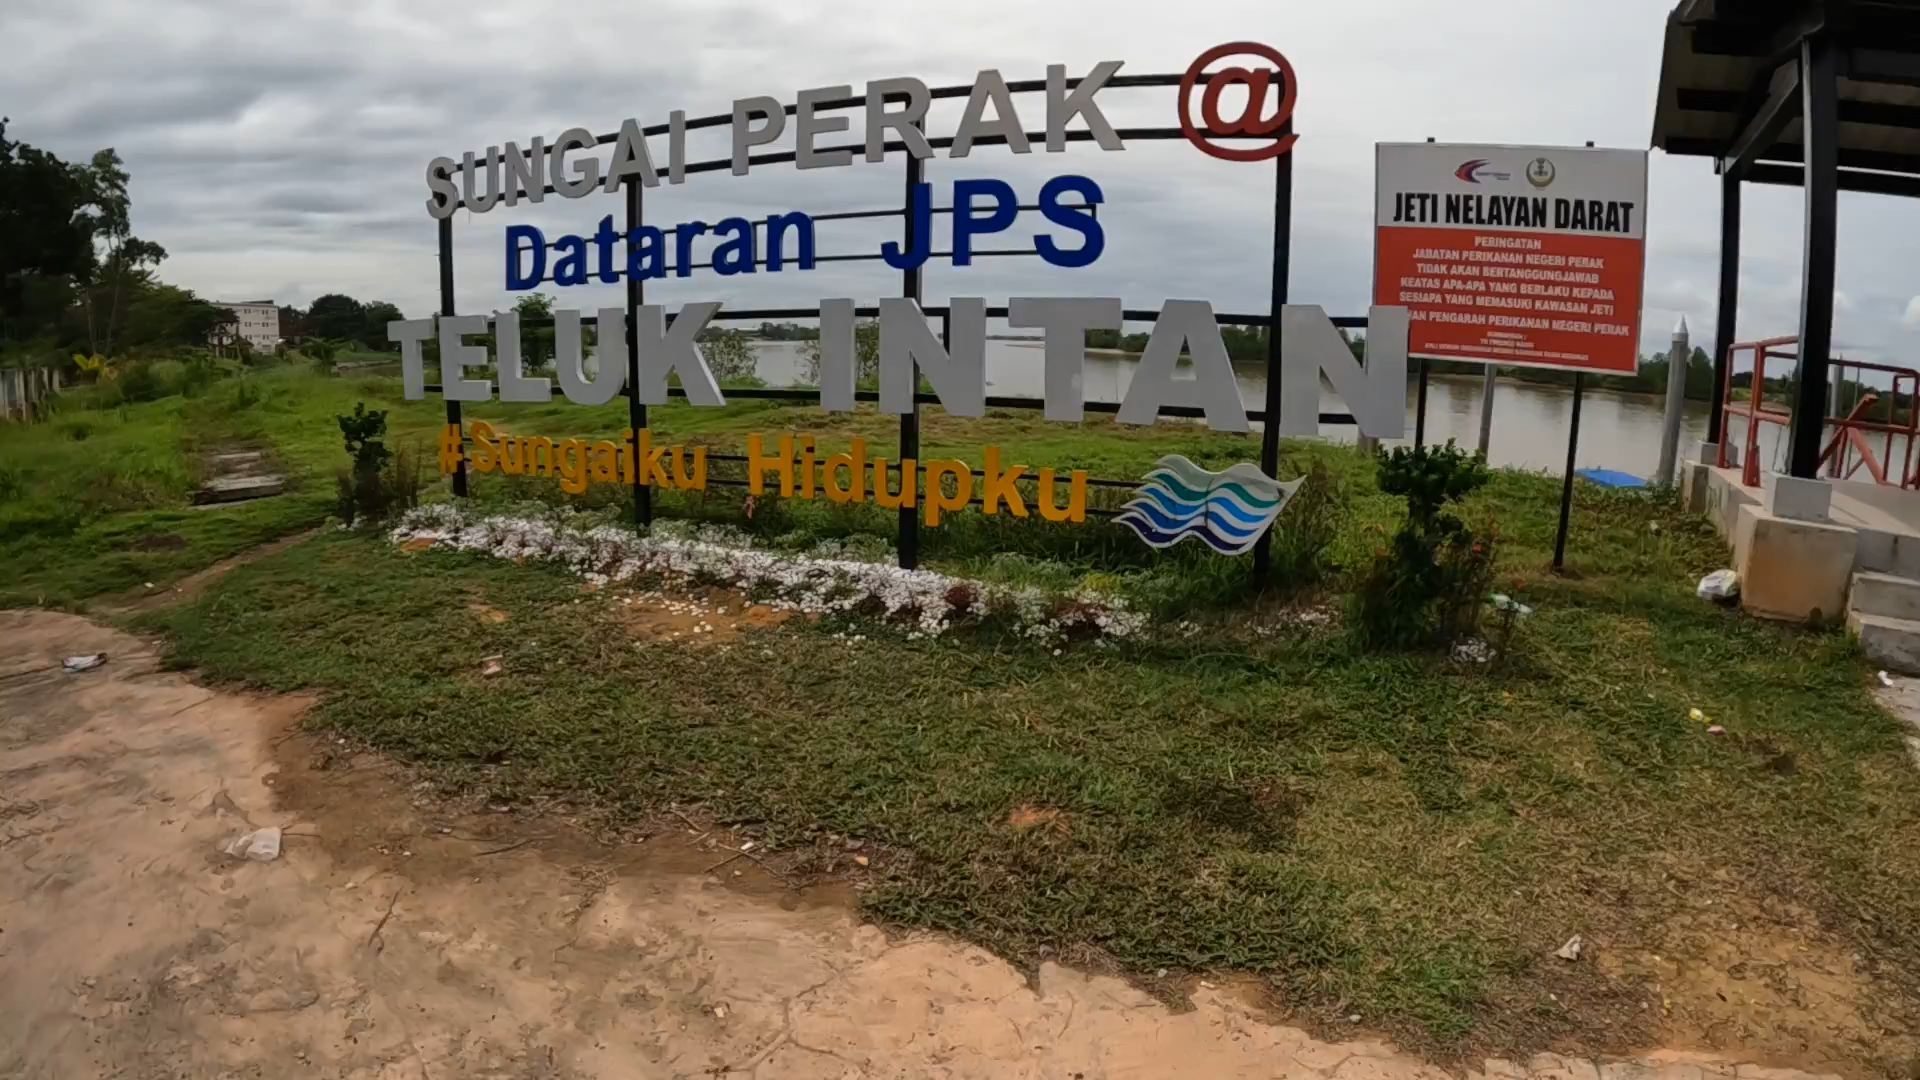 SUNGAI PERAK @
Dataran JPS
TELUK INTAN
#Sungaiku Hidupku
JETI NELAYAN DARAT
PERINGATAN
JABATAN PERIKANAN NEGERI PERAK
TIDAK AKAN BERTANGGUNGJAWAB
KEATAS APA-APA YANG BERLAKU KEPADA
SESIAPA YANG MEMASUKI KAWASAN JETI
PENGARAH PERIKANAN NEGERI PERAK